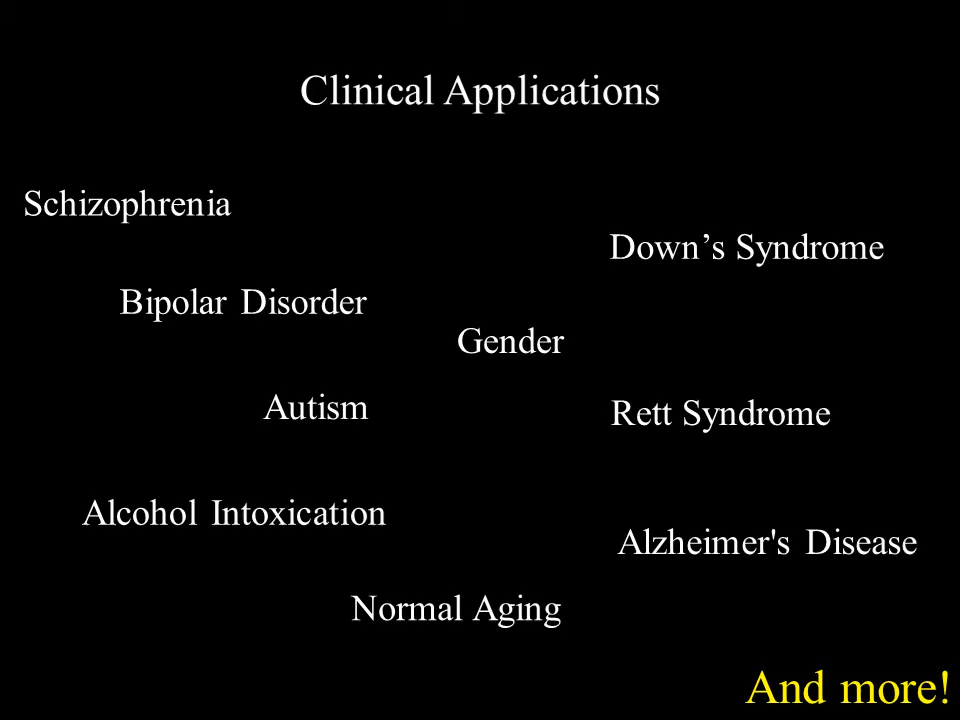 Clinical Applications
Schizophrenia
Down’s Syndrome
Bipolar Disorder
Gender
Autism
Rett Syndrome
Alcohol Intoxication
Alzheimer's Disease
Normal Aging
And more!